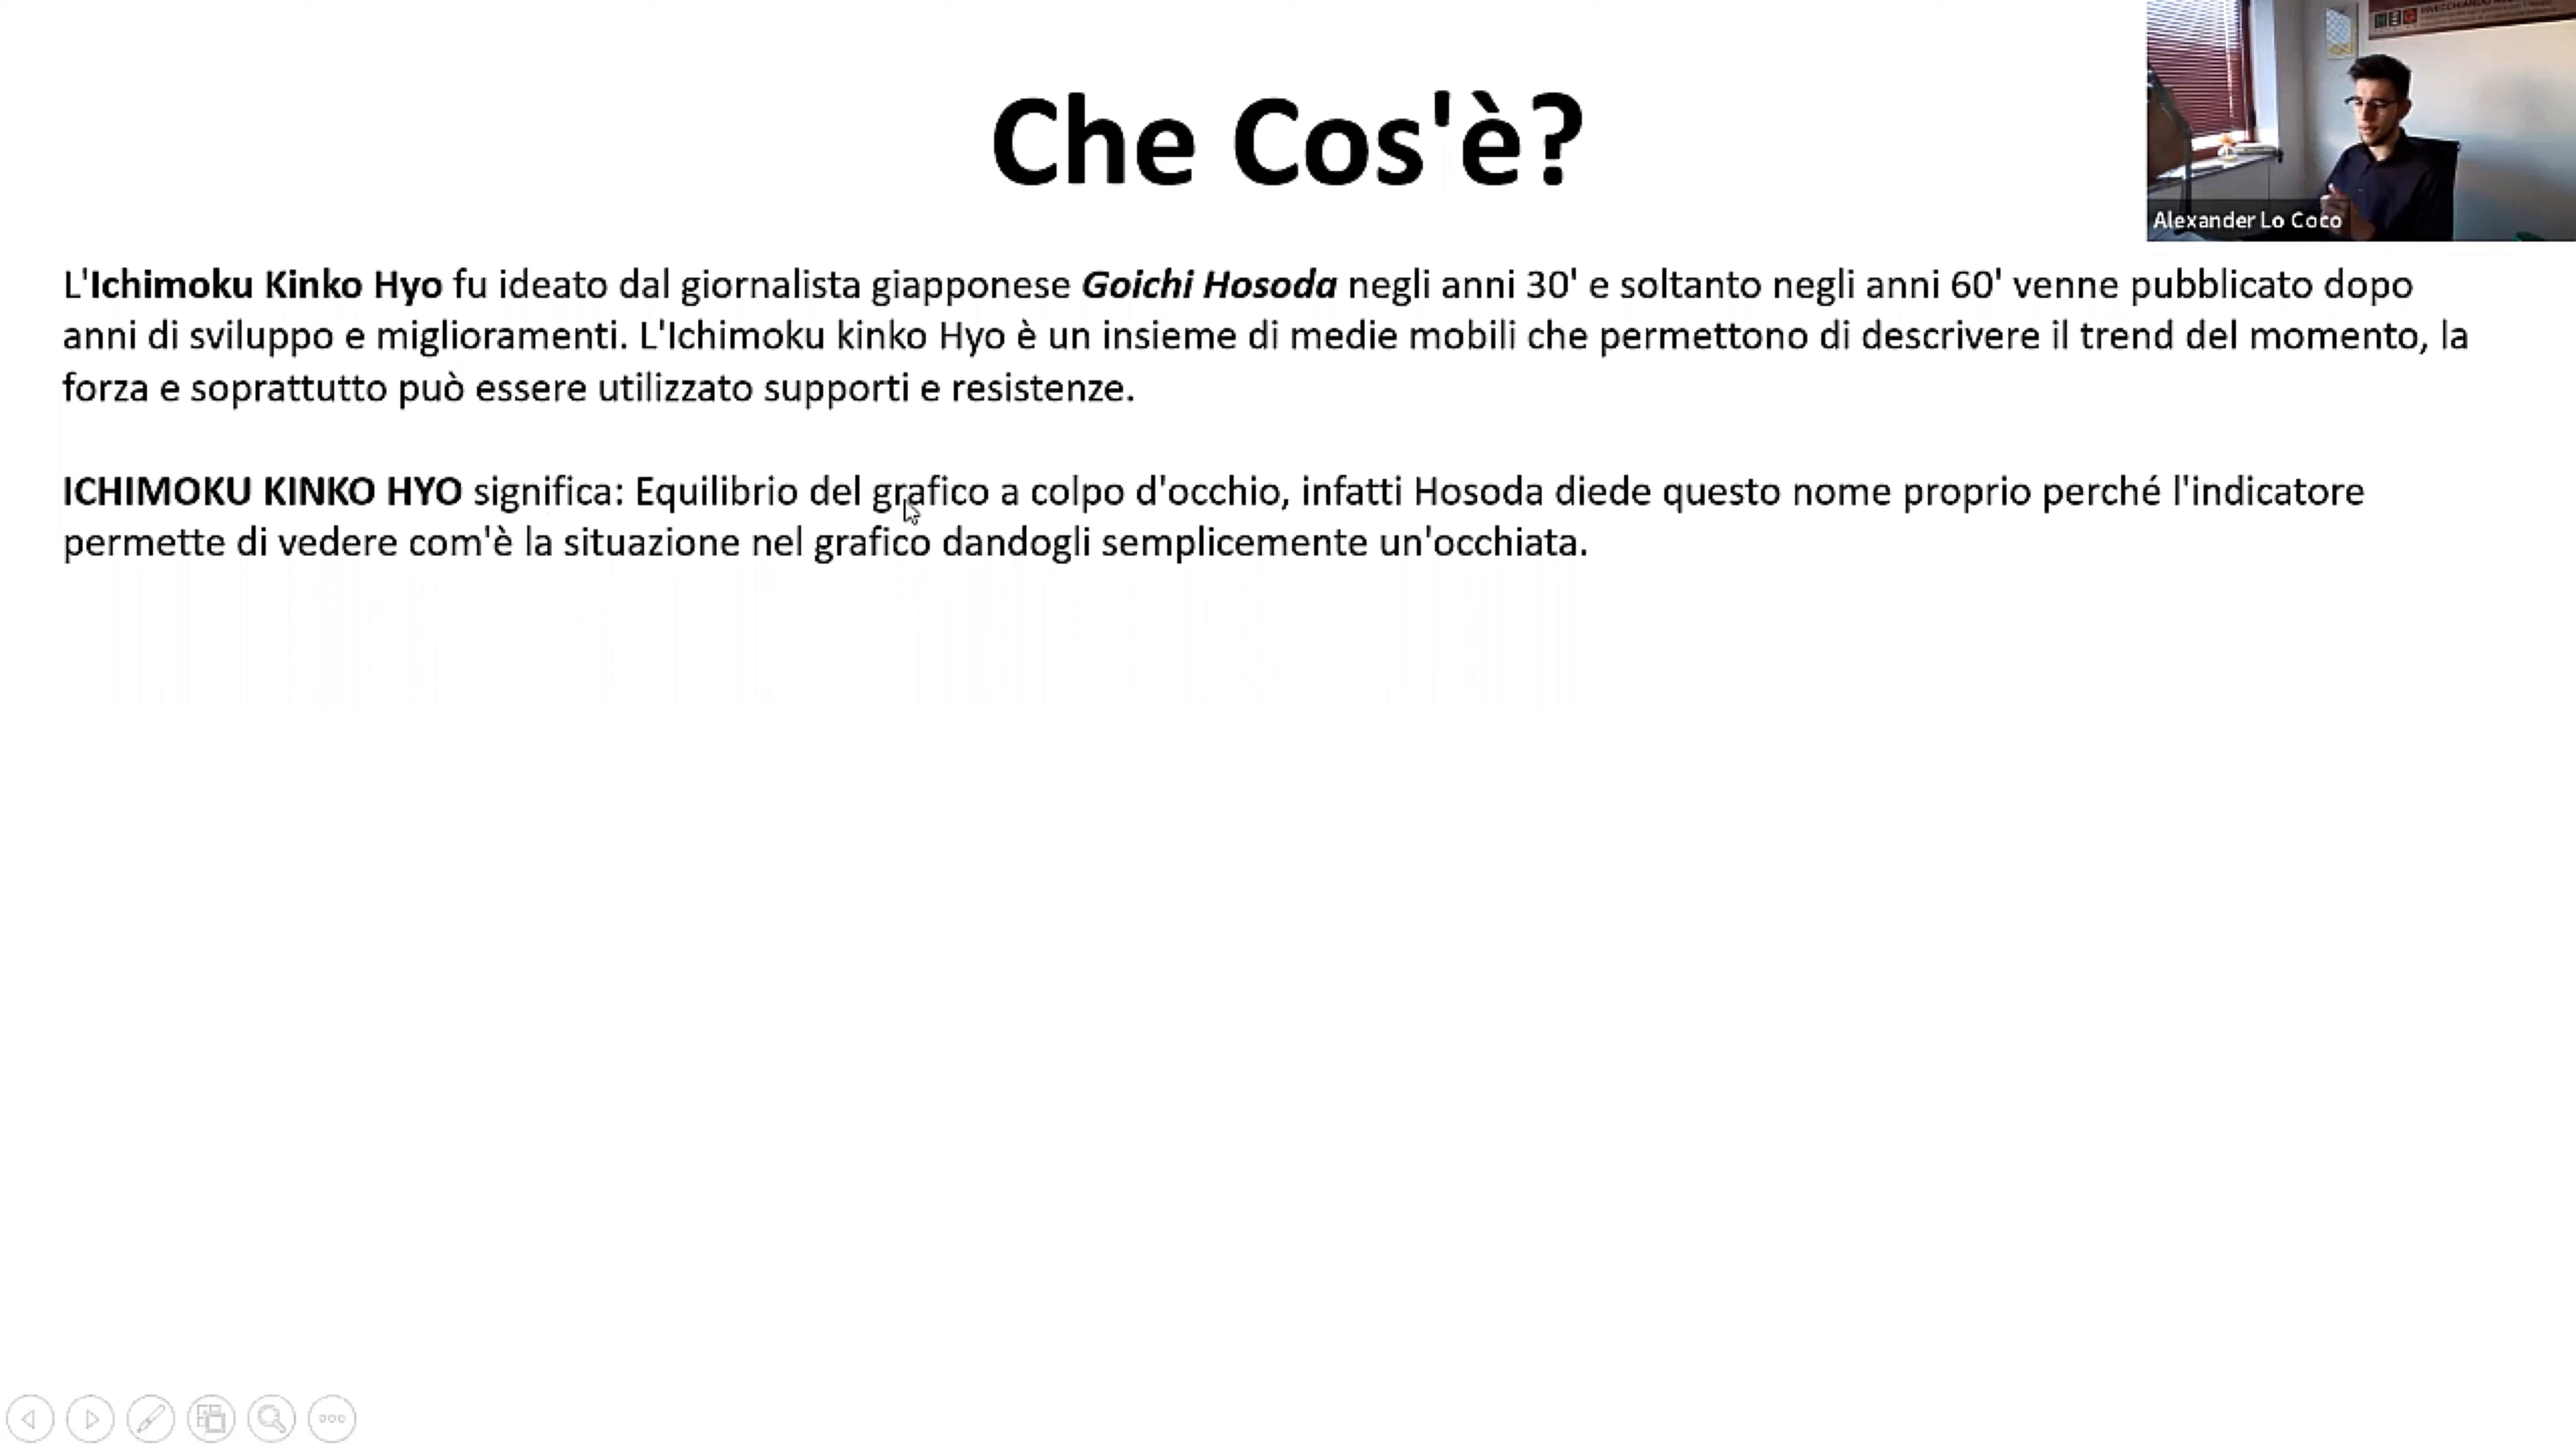 Che Cos'è?
Alexander Lo Coco
L'Ichimoku Kinko Hyo fu ideato dal giornalista giapponese Goichi Hosoda negli anni 30' e soltanto negli anni 60' venne pubblicato dopo
anni di sviluppo e miglioramenti. L'Ichimoku kinko Hyo è un insieme di medie mobili che permettono di descrivere il trend del momento, la
forza e soprattutto può essere utilizzato supporti e resistenze.
ICHIMOKU KINKO HYO significa: Equilibrio del grafico a colpo d'occhio, infatti Hosoda diede questo nome proprio perché l'indicatore
permette di vedere com'è la situazione nel grafico dandogli semplicemente un'occhiata.